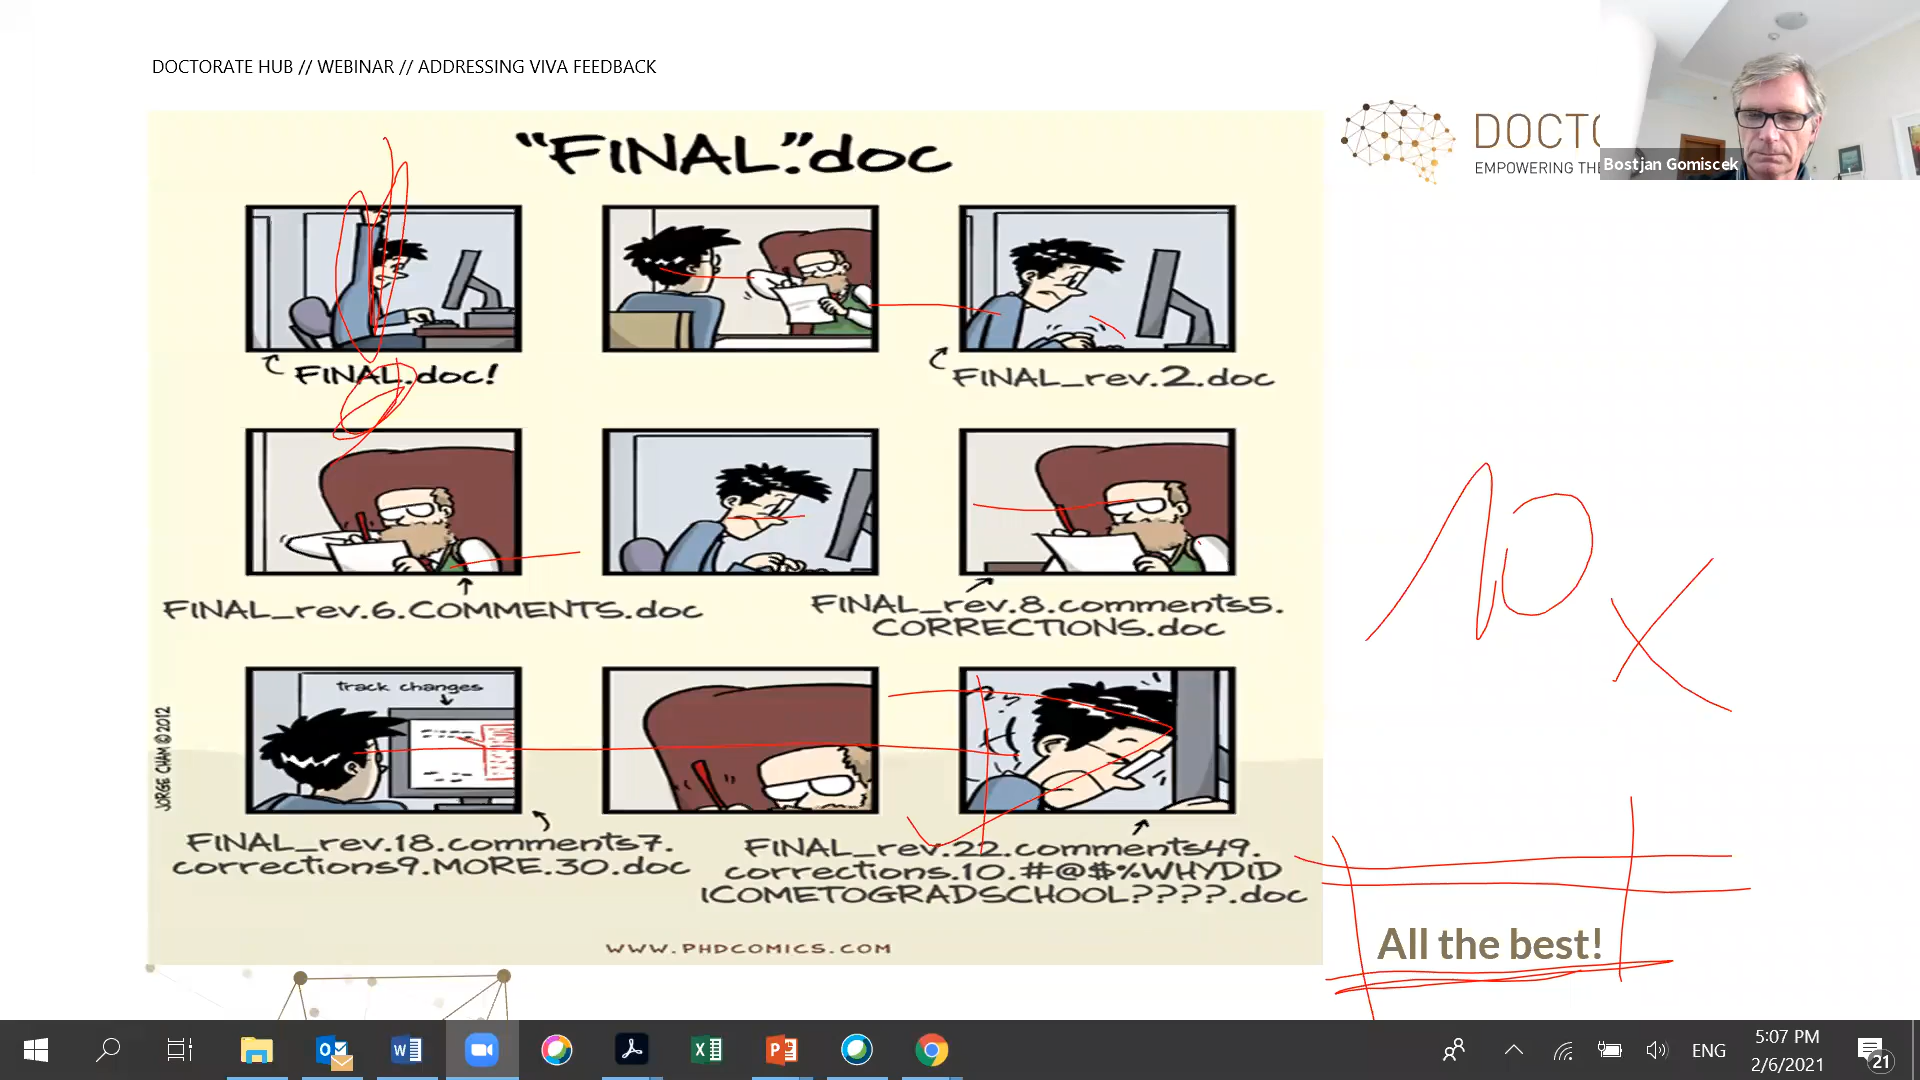 DOCTORATE HUB // WEBINAR // ADDRESSING VIVA FEEDBACK
"FINAL".doc
FINAL.doc!
FINAL_rev.2.doc
FINAL_rev.6.COMMENTS.doc
FINAL_rev.8.comments5.
CORRECTIONS.doc
track changes
JORGE CHAM © 2012
FINAL_rev.18.comments7.
corrections9.MORE.30.doc
FINAL_rev.22.comments49.
corrections.10.#@$%WHYDID
ICOMETOGRADSCHOOL????.doc
WWW.PHDCOMICS.COM
EMPOWERING
Bostjan Gomiscek
10 x
All the best!
ENG
5:07 PM
2/6/2021
21